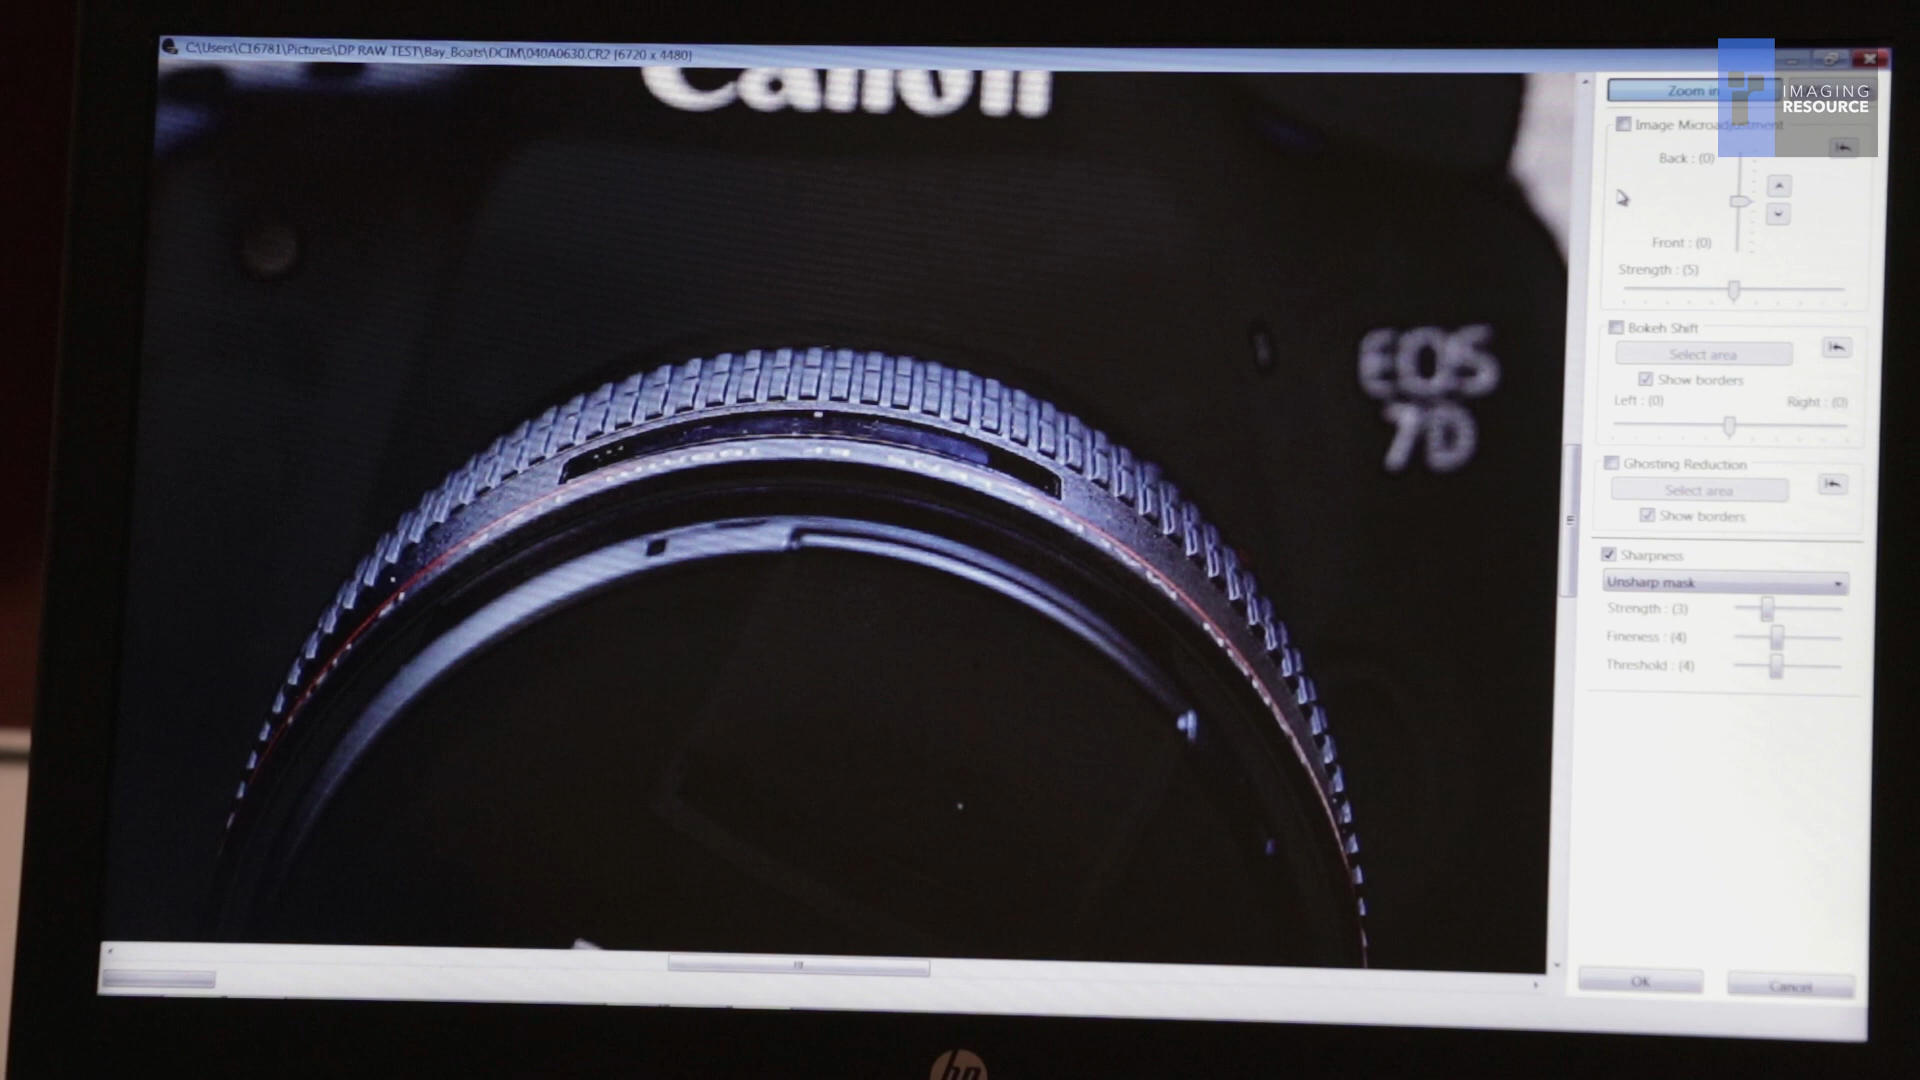 C:\Users\C16781\Pictures\DP RAW TEST\Bay_Boats\DCIM\040A0630.CR2 [6720 x 4480]
Canon
Zoom in
IMAGING
RESOURCE
Image Microadjustment
Back : (0)
Front : (0)
Strength : (5)
EOS
7D
Bokeh Shift
Select area
Show borders
Left : (0)
Right : (0)
Ghosting Reduction
Select area
Show borders
Sharpness
Unsharp mask
Strength : (3)
Fineness : (4)
Threshold : (4)
OK
Cancel
hp